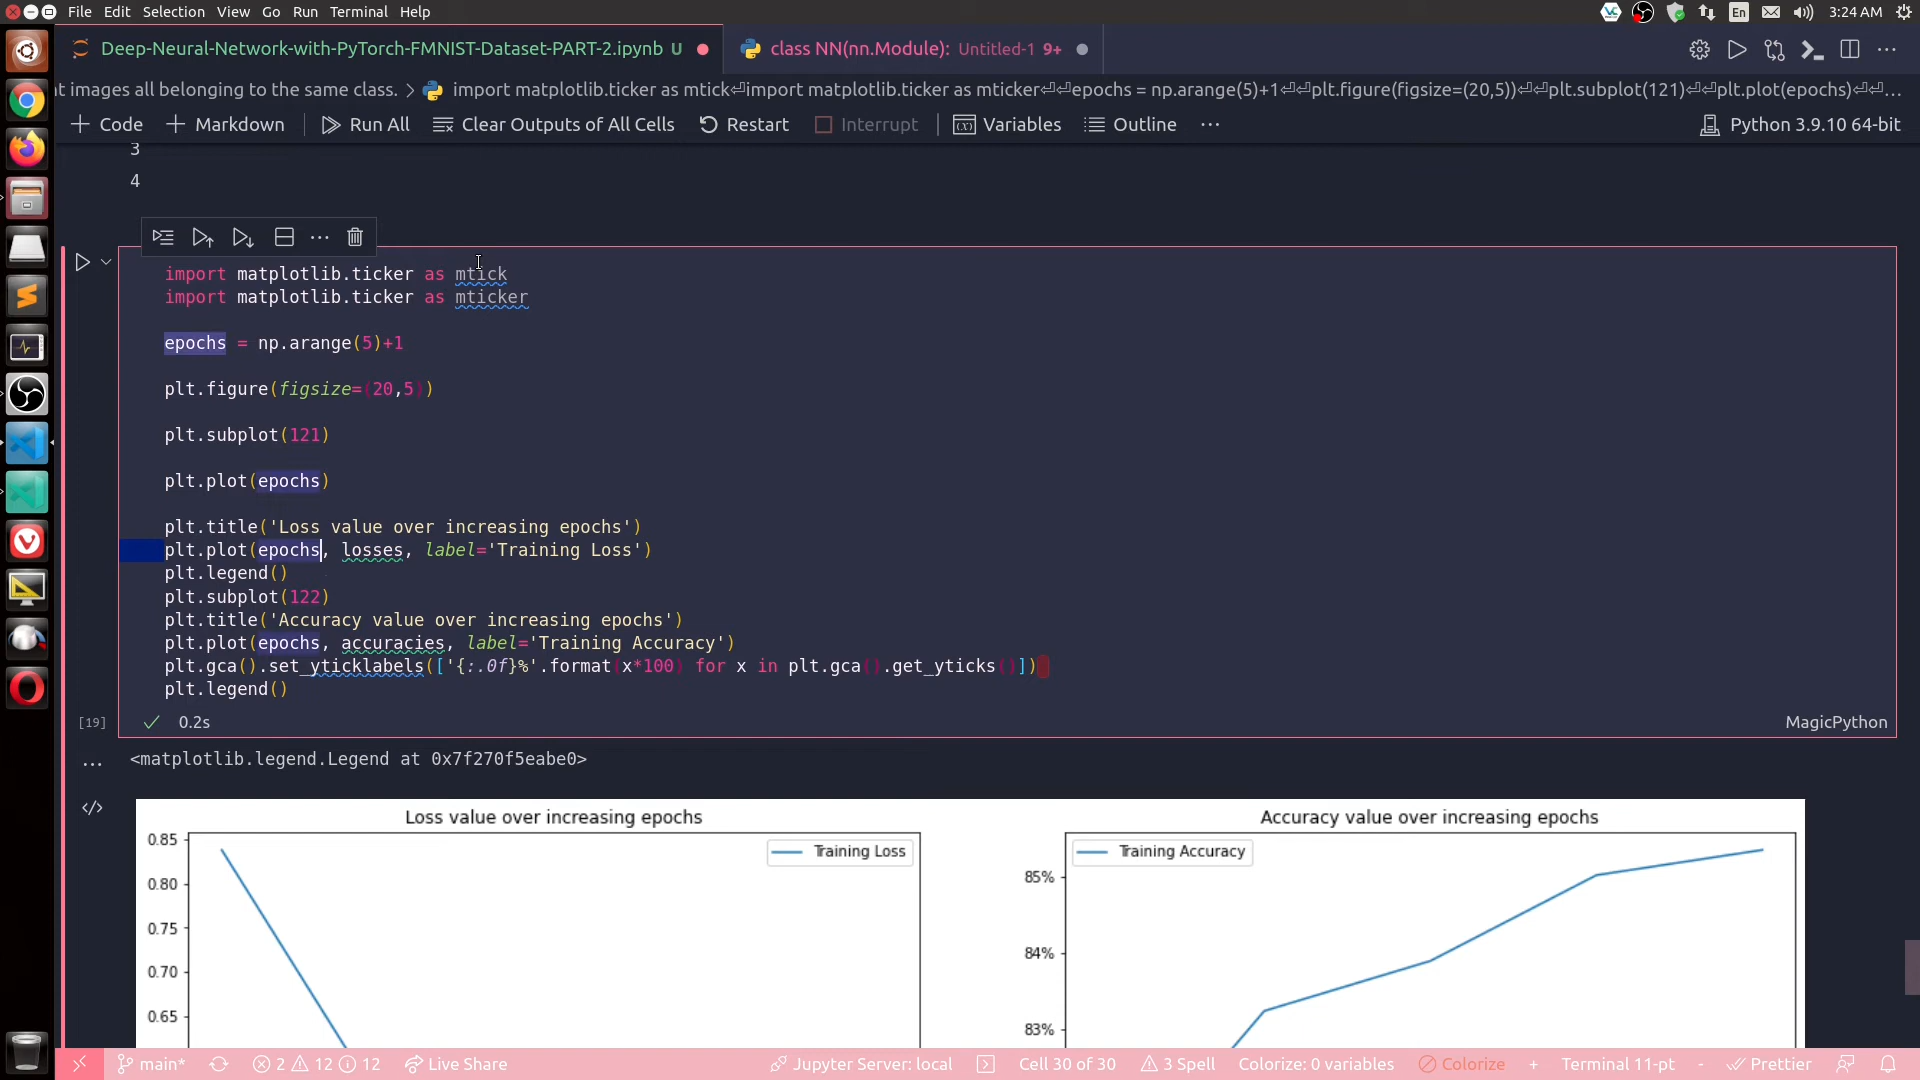 File Edit Selection View Go Run Terminal Help En 3:24 AM
Deep-Neural-Network-with-PyTorch-FMNIST-Dataset-PART-2.ipynb U class NN(nn.Module): Untitled-1 9+
t images all belonging to the same class. > import matplotlib.ticker as mtick⏎import matplotlib.ticker as mticker⏎⏎epochs = np.arange(5)+1⏎⏎plt.figure(figsize=(20,5))⏎⏎plt.subplot(121)⏎⏎plt.plot(epochs)⏎⏎...
+ Code + Markdown Run All Clear Outputs of All Cells Restart Interrupt Variables Outline ... Python 3.9.10 64-bit
3
4
import matplotlib.ticker as mtick
import matplotlib.ticker as mticker
epochs = np.arange(5)+1
plt.figure(figsize=(20,5))
plt.subplot(121)
plt.plot(epochs)
plt.title('Loss value over increasing epochs')
plt.plot(epochs, losses, label='Training Loss')
plt.legend()
plt.subplot(122)
plt.title('Accuracy value over increasing epochs')
plt.plot(epochs, accuracies, label='Training Accuracy')
plt.gca().set_yticklabels(['{:.0f}%'.format(x*100) for x in plt.gca().get_yticks()])
plt.legend()
[19] 0.2s MagicPython
... <matplotlib.legend.Legend at 0x7f270f5eabe0>
Loss value over increasing epochs
0.85
0.80
0.75
0.70
0.65
Training Loss
Accuracy value over increasing epochs
Training Accuracy
85%
84%
83%
main* 2 12 12 Live Share Jupyter Server: local Cell 30 of 30 3 Spell Colorize: 0 variables Colorize + Terminal 11-pt - Prettier